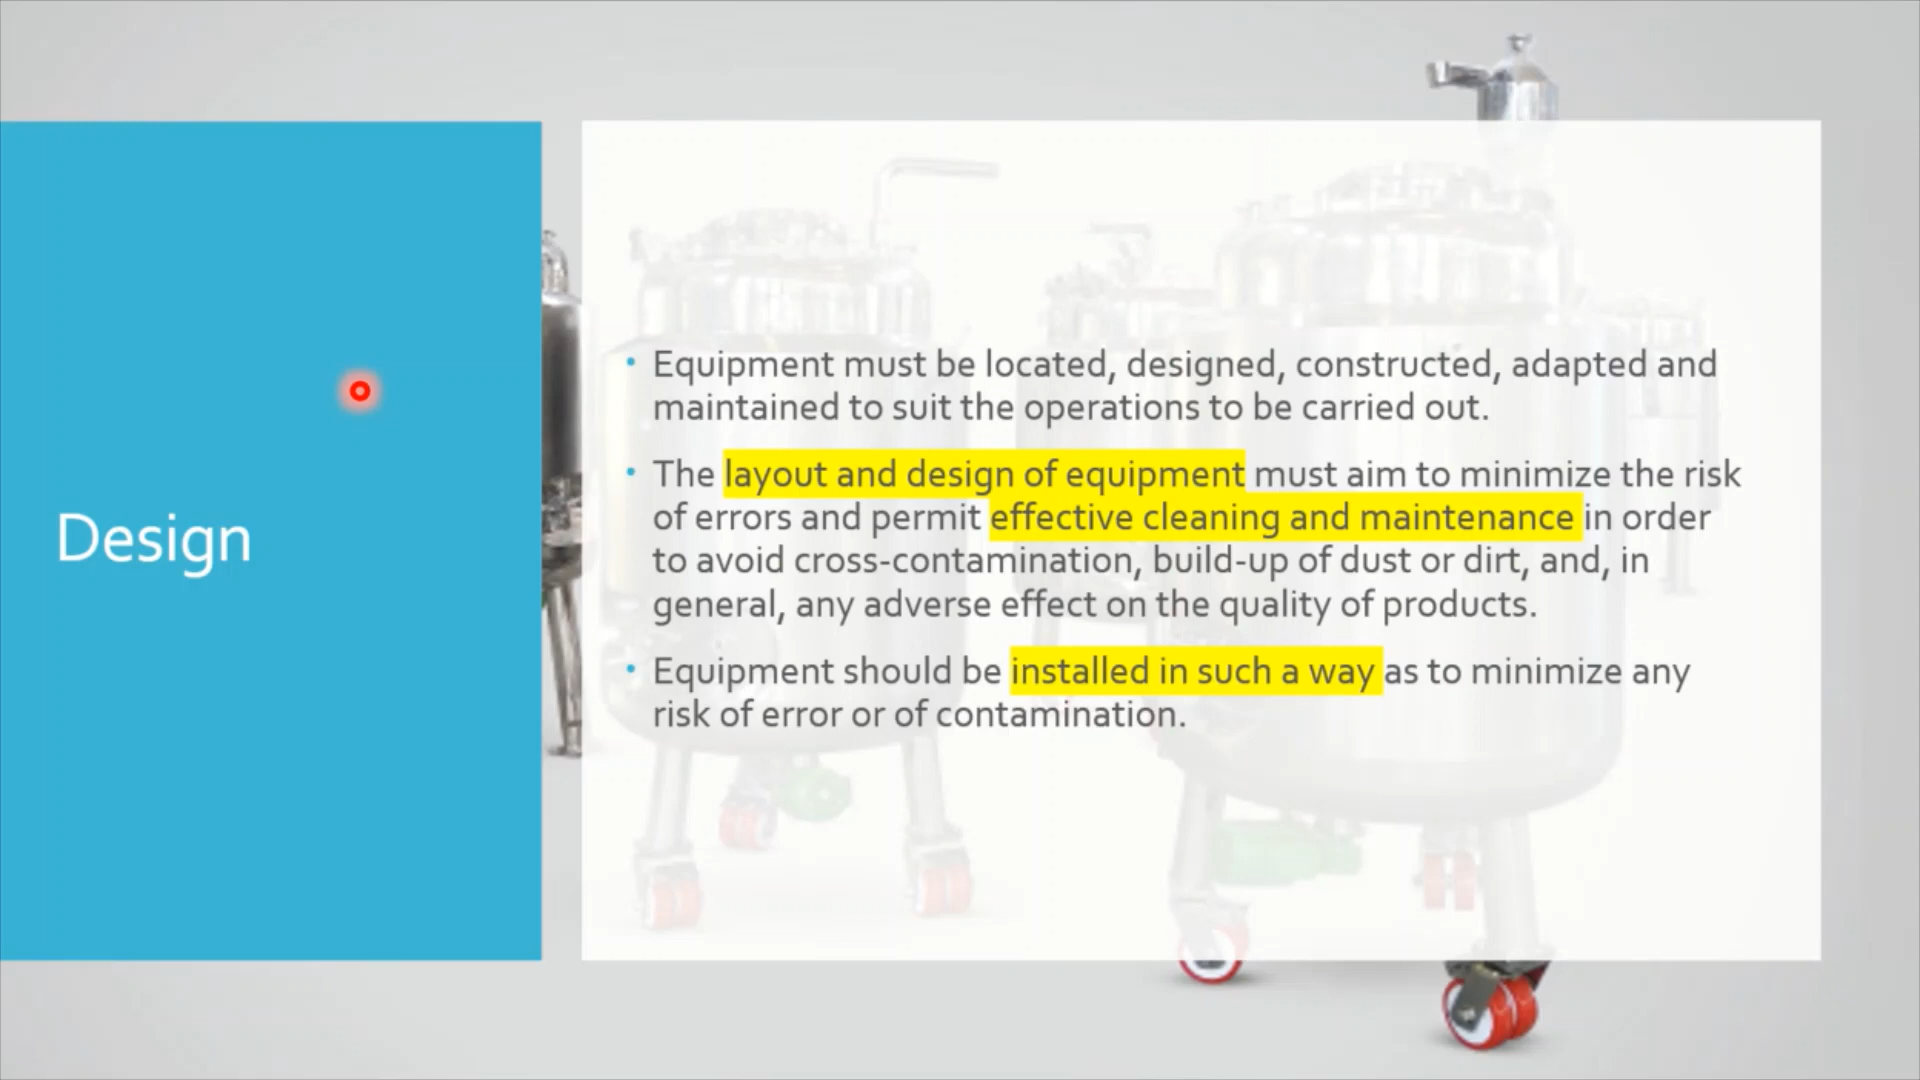 Design
• Equipment must be located, designed, constructed, adapted and
maintained to suit the operations to be carried out.
• The layout and design of equipment must aim to minimize the risk
of errors and permit effective cleaning and maintenance in order
to avoid cross-contamination, build-up of dust or dirt, and, in
general, any adverse effect on the quality of products.
• Equipment should be installed in such a way as to minimize any
risk of error or of contamination.